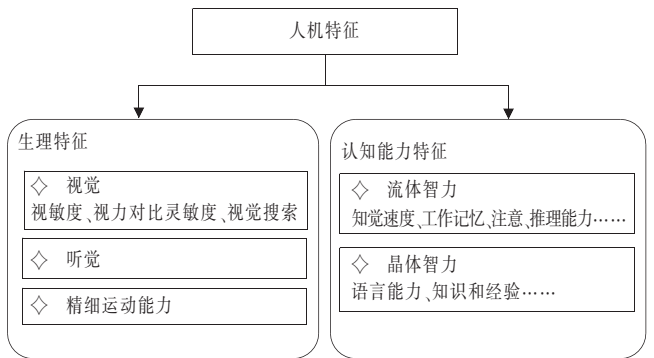 人机特征
生理特征
◇ 视觉
视敏度、视力对比灵敏度、视觉搜索
◇ 听觉
◇ 精细运动能力
认知能力特征
◇ 流体智力
知觉速度、工作记忆、注意、推理能力……
◇ 晶体智力
语言能力、知识和经验……